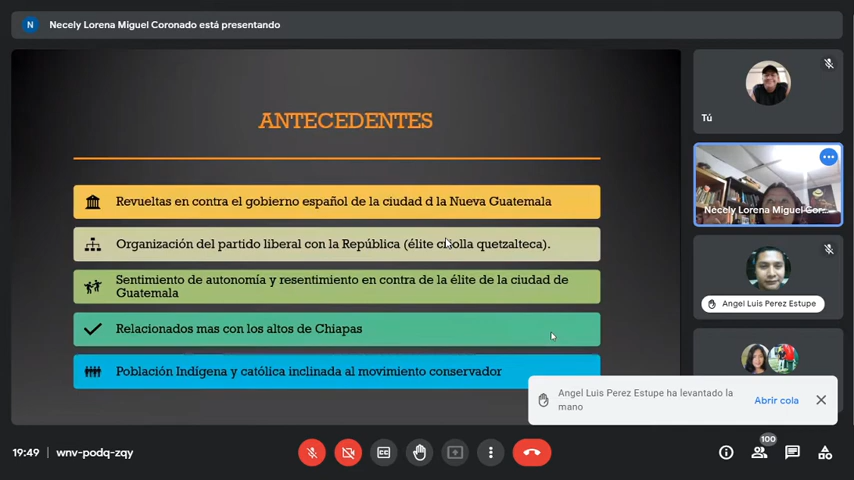 N Necely Lorena Miguel Coronado está presentando
ANTECEDENTES
Revueltas en contra el gobierno español de la ciudad d la Nueva Guatemala
Organización del partido liberal con la República (élite criolla quetzalteca).
Sentimiento de autonomía y resentimiento en contra de la élite de la ciudad de
Guatemala
Relacionados mas con los altos de Chiapas
Población Indígena y católica inclinada al movimiento conservador
Tú
Necely Lorena Miguel Cor...
Angel Luis Perez Estupe
Angel Luis Perez Estupe ha levantado la
mano
Abrir cola
19:49 | wnv-podq-zqy
100